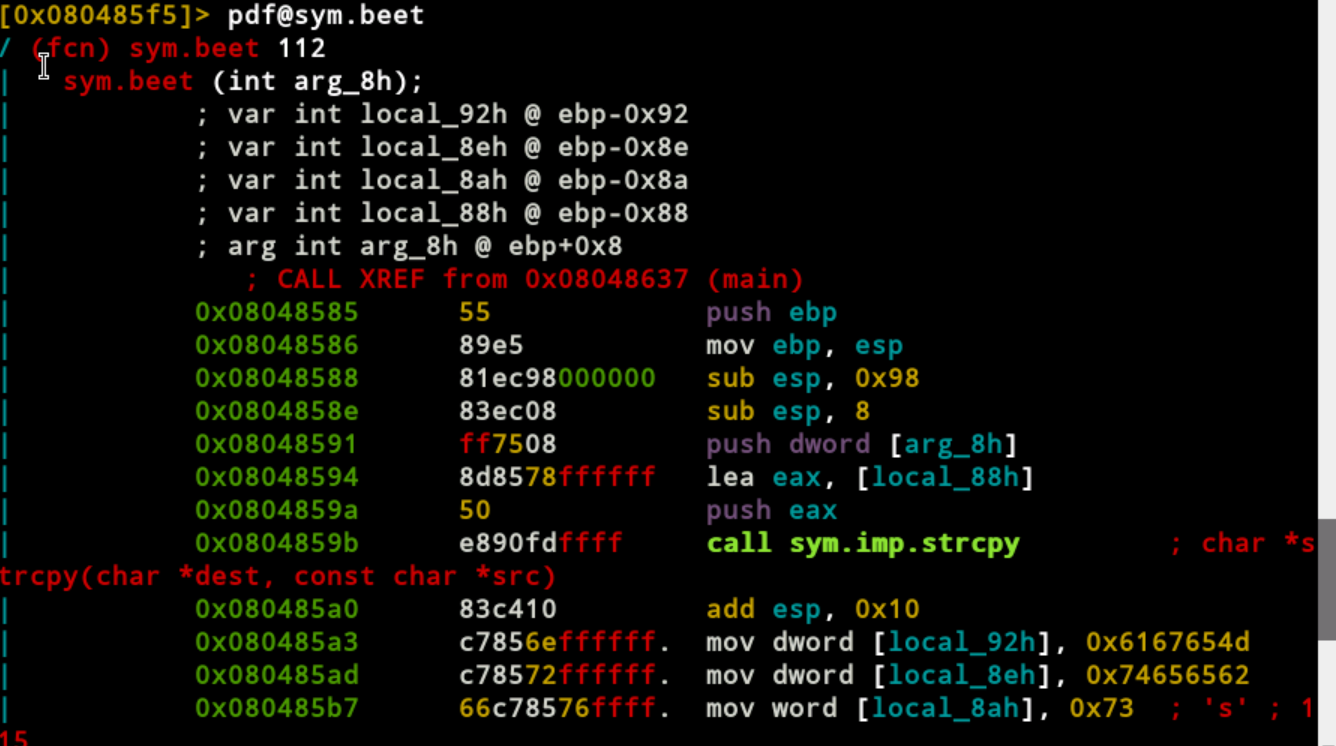 [0x080485f5]> pdf@sym.beet
/ (fcn) sym.beet 112
|   sym.beet (int arg_8h);
|           ; var int local_92h @ ebp-0x92
|           ; var int local_8eh @ ebp-0x8e
|           ; var int local_8ah @ ebp-0x8a
|           ; var int local_88h @ ebp-0x88
|           ; arg int arg_8h @ ebp+0x8
|              ; CALL XREF from 0x08048637 (main)
|           0x08048585      55             push ebp
|           0x08048586      89e5           mov ebp, esp
|           0x08048588      81ec98000000   sub esp, 0x98
|           0x0804858e      83ec08         sub esp, 8
|           0x08048591      ff7508         push dword [arg_8h]
|           0x08048594      8d8578ffffff   lea eax, [local_88h]
|           0x0804859a      50             push eax
|           0x0804859b      e890fdffff     call sym.imp.strcpy         ; char *s
trcpy(char *dest, const char *src)
|           0x080485a0      83c410         add esp, 0x10
|           0x080485a3      c7856effffff.  mov dword [local_92h], 0x6167654d
|           0x080485ad      c78572ffffff.  mov dword [local_8eh], 0x74656562
|           0x080485b7      66c78576ffff.  mov word [local_8ah], 0x73  ; 's' ; 1
15